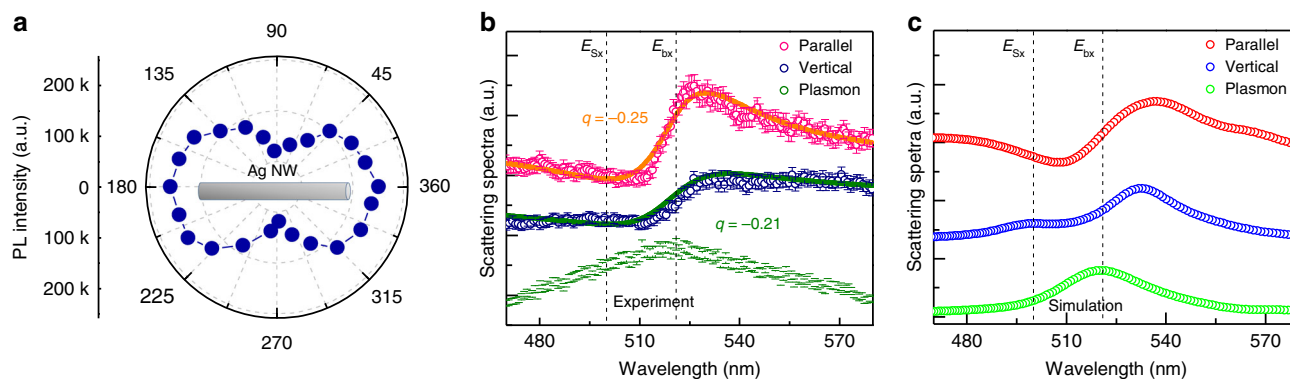 a
90
135
45
200 k
100 k
0
100 k
200 k
PL intensity (a.u.)
180
Ag NW
360
225
315
270
b
E_Sx
E_bx
Parallel
Vertical
Plasmon
q = −0.25
q = −0.21
Experiment
Scattering spectra (a.u.)
480
510
540
570
Wavelength (nm)
c
E_Sx
E_bx
Parallel
Vertical
Plasmon
Simulation
Scattering spetra (a.u.)
480
510
540
570
Wavelength (nm)